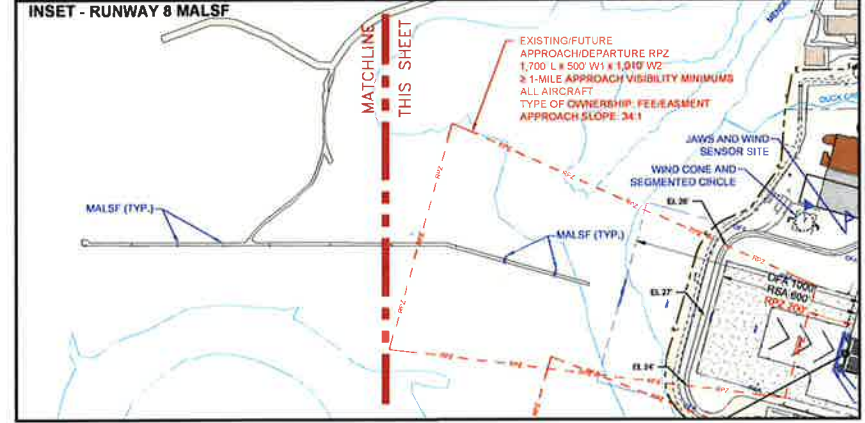 INSET - RUNWAY 8 MALSF
MATCHLINE
THIS SHEET
EXISTING/FUTURE
APPROACH/DEPARTURE RPZ
1,700' L x 500' W1 x 1,010' W2
≥ 1-MILE APPROACH VISIBILITY MINIMUMS
ALL AIRCRAFT
TYPE OF OWNERSHIP: FEE/EASMENT
APPROACH SLOPE: 34:1
JAWS AND WIND
SENSOR SITE
WIND CONE AND
SEGMENTED CIRCLE
MALSF (TYP.)
MALSF (TYP.)
EL 26'
EL 27'
EL 24'
OFA 1000'
RSA 600'
RPZ 200'
DUCK
RPZ
RPZ